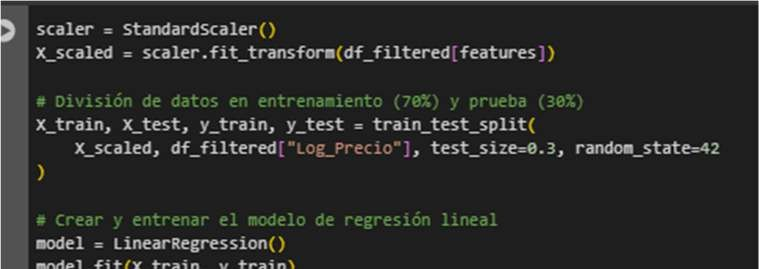 scaler = StandardScaler()
X_scaled = scaler.fit_transform(df_filtered[features])
# División de datos en entrenamiento (70%) y prueba (30%)
X_train, X_test, y_train, y_test = train_test_split(
X_scaled, df_filtered["Log_Precio"], test_size=0.3, random_state=42
)
# Crear y entrenar el modelo de regresión lineal
model = LinearRegression()
model.fit(X_train, y_train)